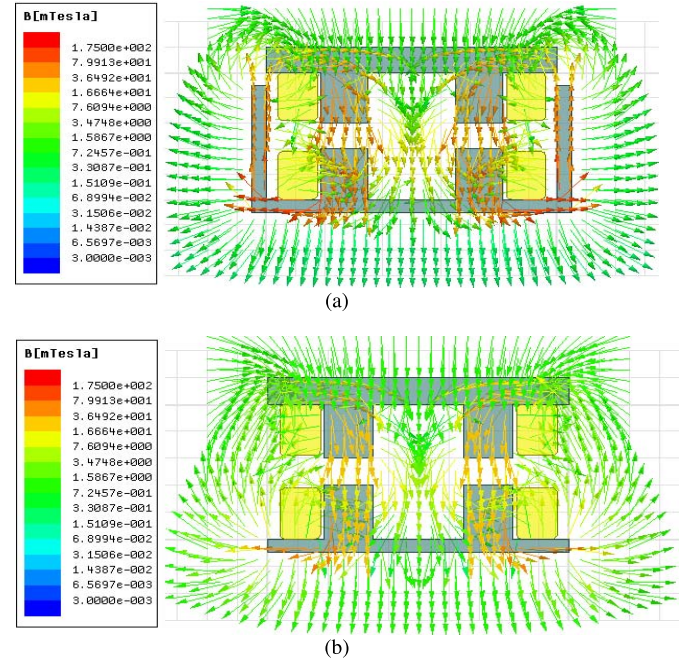 B[mTesla]
1.7500e+002
7.9913e+001
3.6492e+001
1.6664e+001
7.6094e+000
3.4748e+000
1.5867e+000
7.2457e-001
3.3087e-001
1.5109e-001
6.8994e-002
3.1506e-002
1.4387e-002
6.5697e-003
3.0000e-003
(a)
B[mTesla]
1.7500e+002
7.9913e+001
3.6492e+001
1.6664e+001
7.6094e+000
3.4748e+000
1.5867e+000
7.2457e-001
3.3087e-001
1.5109e-001
6.8994e-002
3.1506e-002
1.4387e-002
6.5697e-003
3.0000e-003
(b)